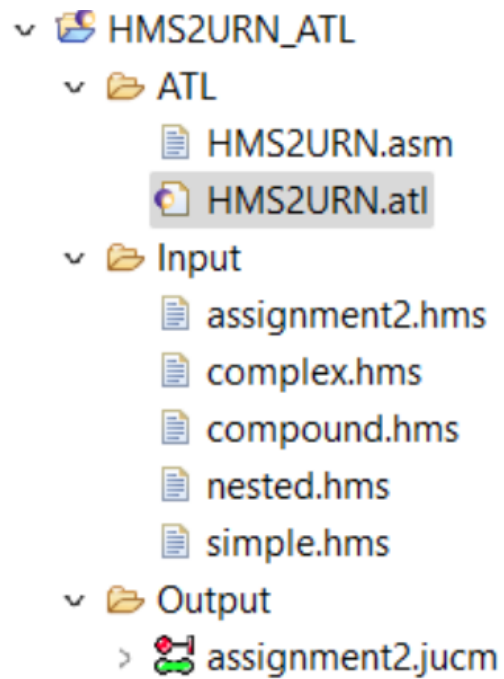 HMS2URN_ATL
ATL
HMS2URN.asm
HMS2URN.atl
Input
assignment2.hms
complex.hms
compound.hms
nested.hms
simple.hms
Output
assignment2.jucm